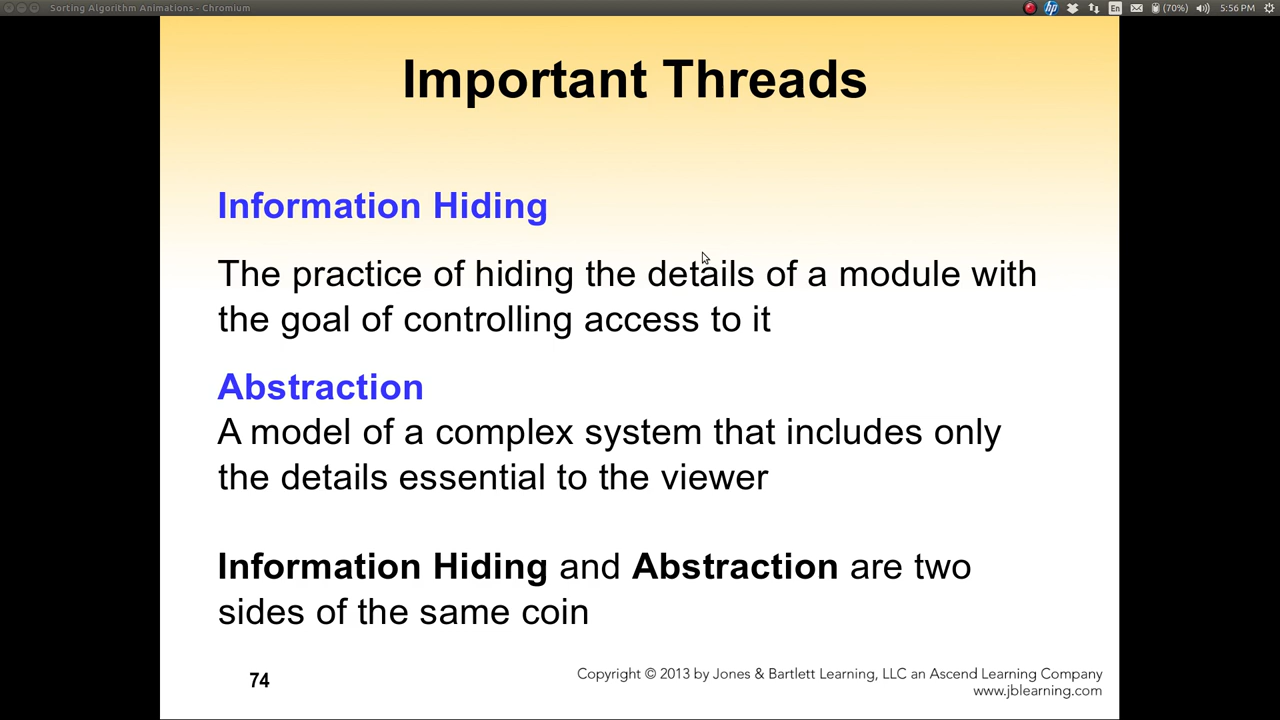 Sorting Algorithm Animations - Chromium
En
(70%)
5:56 PM
Important Threads
Information Hiding
The practice of hiding the details of a module with
the goal of controlling access to it
Abstraction
A model of a complex system that includes only
the details essential to the viewer
Information Hiding and Abstraction are two
sides of the same coin
74
Copyright © 2013 by Jones & Bartlett Learning, LLC an Ascend Learning Company
www.jblearning.com